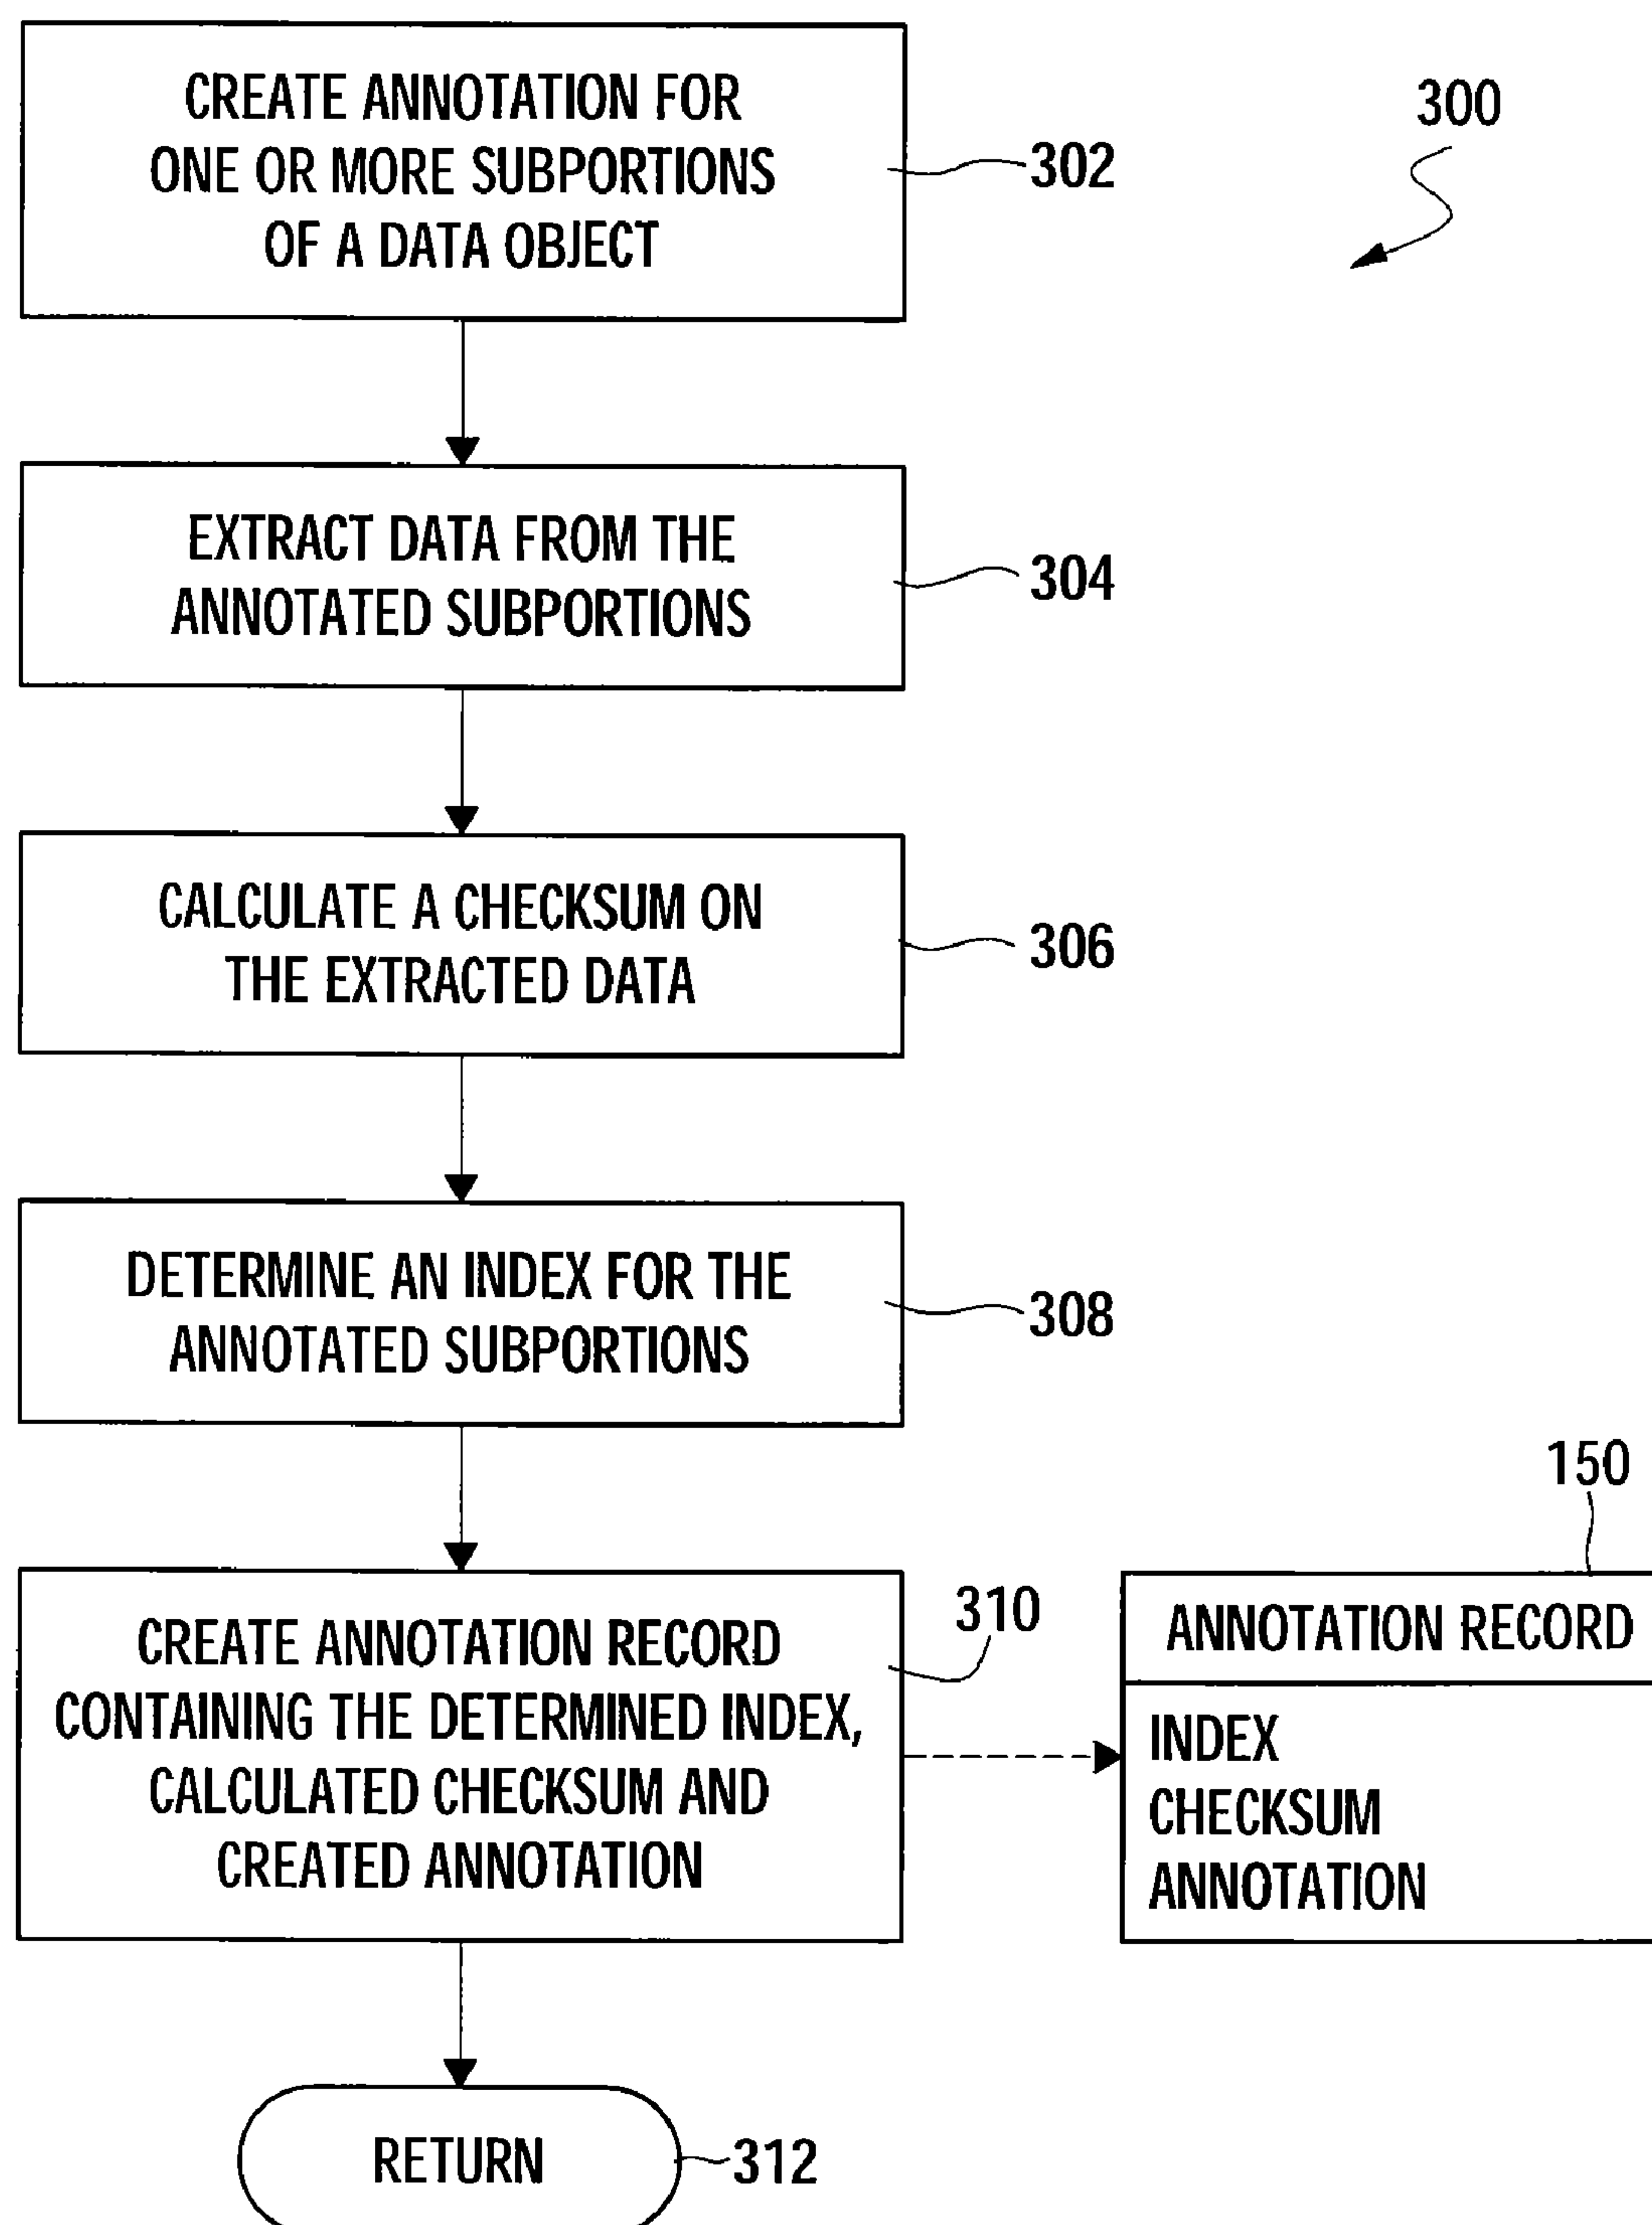 CREATE ANNOTATION FOR
ONE OR MORE SUBPORTIONS
OF A DATA OBJECT
302
300
EXTRACT DATA FROM THE
ANNOTATED SUBPORTIONS
304
CALCULATE A CHECKSUM ON
THE EXTRACTED DATA
306
DETERMINE AN INDEX FOR THE
ANNOTATED SUBPORTIONS
308
CREATE ANNOTATION RECORD
CONTAINING THE DETERMINED INDEX,
CALCULATED CHECKSUM AND
CREATED ANNOTATION
310
150
ANNOTATION RECORD
INDEX
CHECKSUM
ANNOTATION
RETURN
312